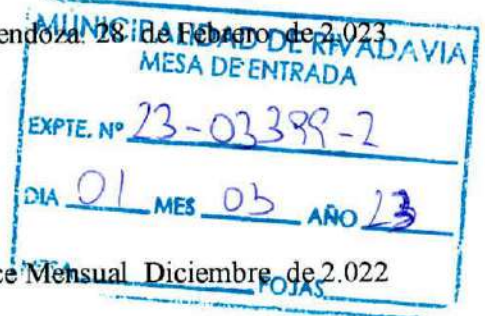 endoza. 28 de Febrero de 2.023
MUNICIPALIDAD DE RIVADAVIA
MESA DE ENTRADA
EXPTE. Nº 23-03399-2
DIA 01 MES 03 AÑO 23
ce Mensual Diciembre de 2.022
FOJAS